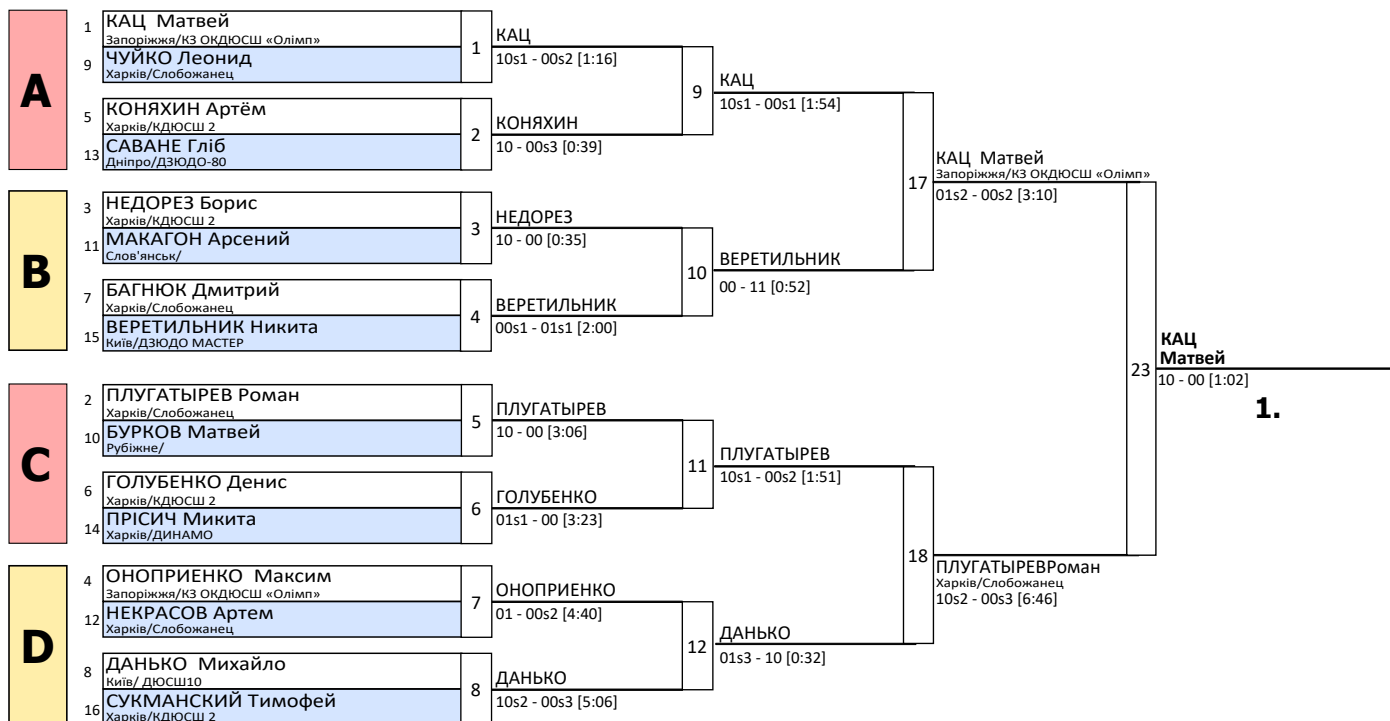 A
1
КАЦ Матвей
Запоріжжя/КЗ ОКДЮСШ «Олімп»
9
ЧУЙКО Леонид
Харків/Слобожанец
1
КАЦ
10s1 - 00s2 [1:16]
5
КОНЯХИН Артём
Харків/КДЮСШ 2
13
САВАНЕ Гліб
Дніпро/ДЗЮДО-80
2
КОНЯХИН
10 - 00s3 [0:39]
9
КАЦ
10s1 - 00s1 [1:54]
B
3
НЕДОРЕЗ Борис
Харків/КДЮСШ 2
11
МАКАГОН Арсений
Слов'янськ/
3
НЕДОРЕЗ
10 - 00 [0:35]
7
БАГНЮК Дмитрий
Харків/Слобожанец
15
ВЕРЕТИЛЬНИК Никита
Київ/ДЗЮДО МАСТЕР
4
ВЕРЕТИЛЬНИК
00s1 - 01s1 [2:00]
10
ВЕРЕТИЛЬНИК
00 - 11 [0:52]
17
КАЦ Матвей
Запоріжжя/КЗ ОКДЮСШ «Олімп»
01s2 - 00s2 [3:10]
C
2
ПЛУГАТЫРЕВ Роман
Харків/Слобожанец
10
БУРКОВ Матвей
Рубіжне/
5
ПЛУГАТЫРЕВ
10 - 00 [3:06]
6
ГОЛУБЕНКО Денис
Харків/КДЮСШ 2
14
ПРІСИЧ Микита
Харків/ДИНАМО
6
ГОЛУБЕНКО
01s1 - 00 [3:23]
11
ПЛУГАТЫРЕВ
10s1 - 00s2 [1:51]
D
4
ОНОПРИЕНКО Максим
Запоріжжя/КЗ ОКДЮСШ «Олімп»
12
НЕКРАСОВ Артем
Харків/Слобожанец
7
ОНОПРИЕНКО
01 - 00s2 [4:40]
8
ДАНЬКО Михайло
Київ/ ДЮСШ10
16
СУКМАНСКИЙ Тимофей
Харків/КДЮСШ 2
8
ДАНЬКО
10s2 - 00s3 [5:06]
12
ДАНЬКО
01s3 - 10 [0:32]
18
ПЛУГАТЫРЕВРоман
Харків/Слобожанец
10s2 - 00s3 [6:46]
23
КАЦ
Матвей
10 - 00 [1:02]
1.